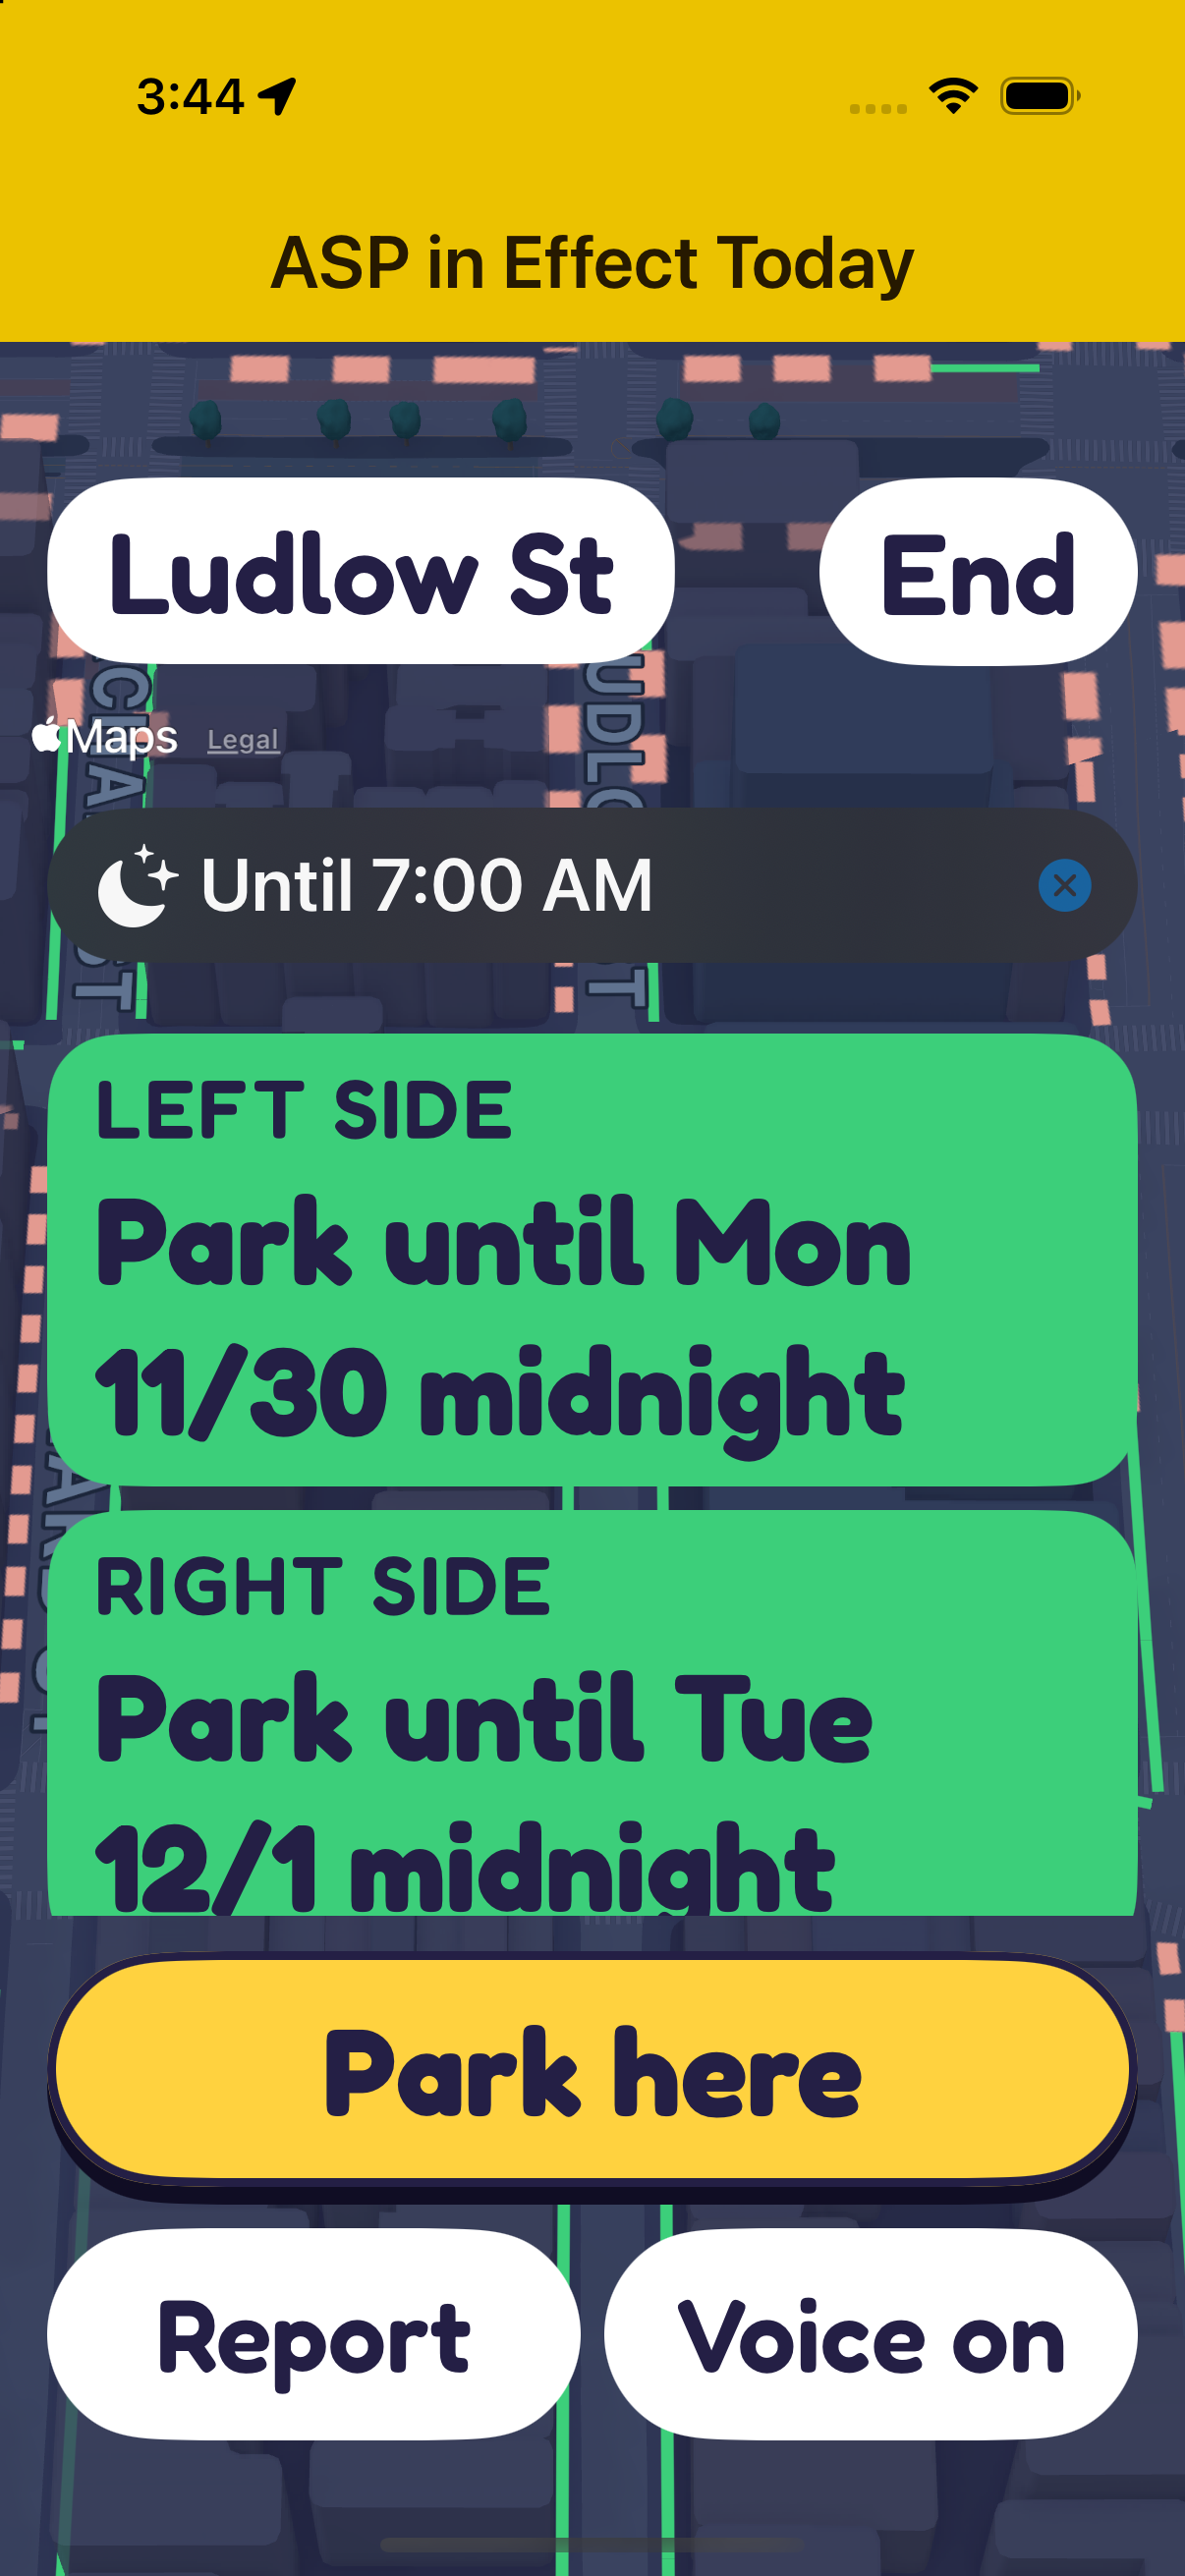 3:44
ASP in Effect Today
Ludlow St
End
Maps Legal
Until 7:00 AM
LEFT SIDE
Park until Mon
11/30 midnight
RIGHT SIDE
Park until Tue
12/1 midnight
Park here
Report
Voice on